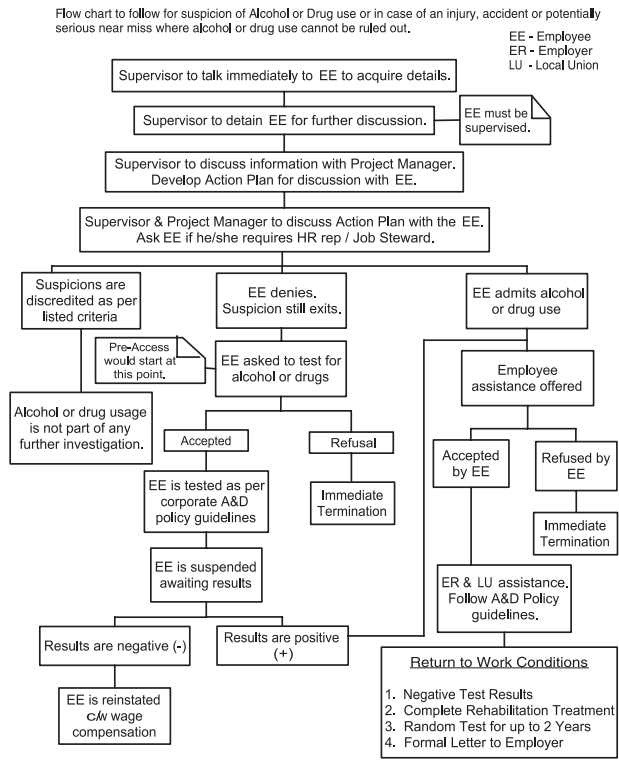 Flow chart to follow for suspicion of Alcohol or Drug use or in case of an injury, accident or potentially
serious near miss where alcohol or drug use cannot be ruled out.
EE - Employee
ER - Employer
LU - Local Union
Supervisor to talk immediately to EE to acquire details.
Supervisor to detain EE for further discussion.
EE must be
supervised.
Supervisor to discuss information with Project Manager.
Develop Action Plan for discussion with EE.
Supervisor & Project Manager to discuss Action Plan with the EE.
Ask EE if he/she requires HR rep / Job Steward.
Suspicions are
discredited as per
listed criteria
EE denies.
Suspicion still exits.
EE admits alcohol
or drug use
Pre-Access
would start at
this point.
EE asked to test for
alcohol or drugs
Employee
assistance offered
Alcohol or drug usage
is not part of any
further investigation.
Accepted
Refusal
Accepted
by EE
Refused by
EE
EE is tested as per
corporate A&D
policy guidelines
Immediate
Termination
Immediate
Termination
EE is suspended
awaiting results
ER & LU assistance.
Follow A&D Policy
guidelines.
Results are negative (-)
Results are positive
(+)
EE is reinstated
c/w wage
compensation
Return to Work Conditions
1. Negative Test Results
2. Complete Rehabilitation Treatment
3. Random Test for up to 2 Years
4. Formal Letter to Employer